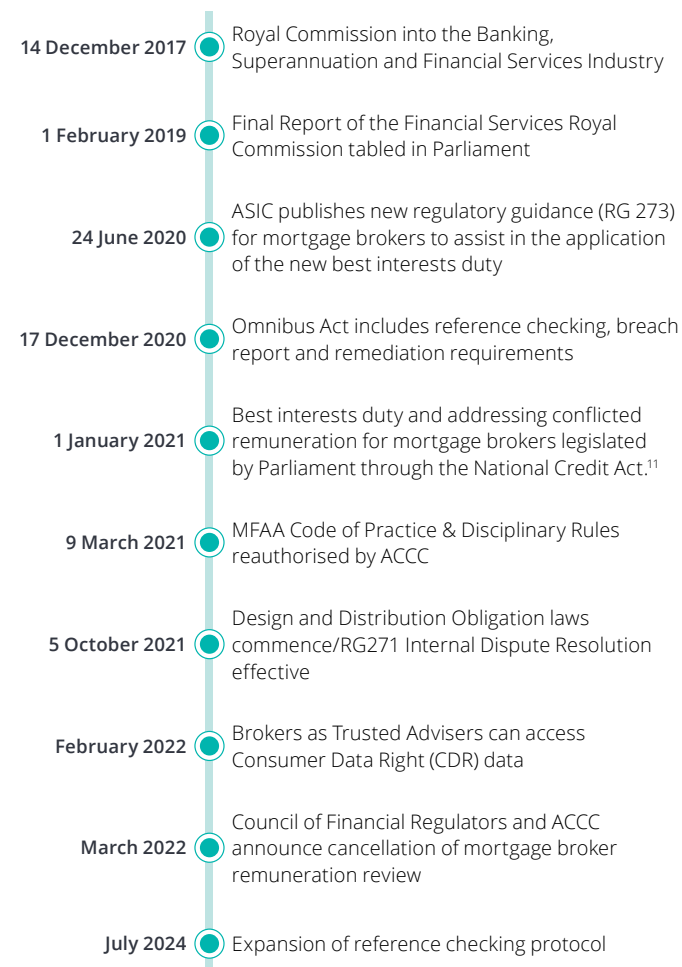 14 December 2017
Royal Commission into the Banking,
Superannuation and Financial Services Industry
1 February 2019
Final Report of the Financial Services Royal
Commission tabled in Parliament
24 June 2020
ASIC publishes new regulatory guidance (RG 273)
for mortgage brokers to assist in the application
of the new best interests duty
17 December 2020
Omnibus Act includes reference checking, breach
report and remediation requirements
1 January 2021
Best interests duty and addressing conflicted
remuneration for mortgage brokers legislated
by Parliament through the National Credit Act.¹¹
9 March 2021
MFAA Code of Practice & Disciplinary Rules
reauthorised by ACCC
5 October 2021
Design and Distribution Obligation laws
commence/RG271 Internal Dispute Resolution
effective
February 2022
Brokers as Trusted Advisers can access
Consumer Data Right (CDR) data
March 2022
Council of Financial Regulators and ACCC
announce cancellation of mortgage broker
remuneration review
July 2024
Expansion of reference checking protocol